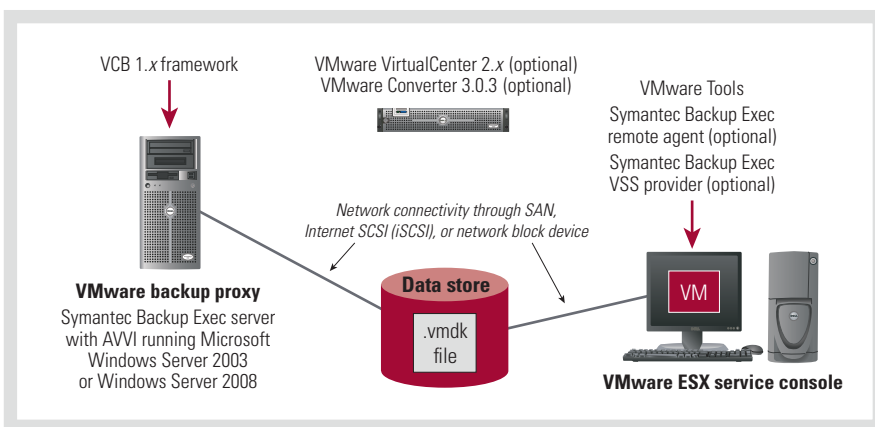 VCB 1.x framework
VMware VirtualCenter 2.x (optional)
VMware Converter 3.0.3 (optional)
VMware Tools
Symantec Backup Exec
remote agent (optional)
Symantec Backup Exec
VSS provider (optional)
Network connectivity through SAN,
Internet SCSI (iSCSI), or network block device
VMware backup proxy
Symantec Backup Exec server
with AVVI running Microsoft
Windows Server 2003
or Windows Server 2008
Data store
.vmdk
file
VM
VMware ESX service console